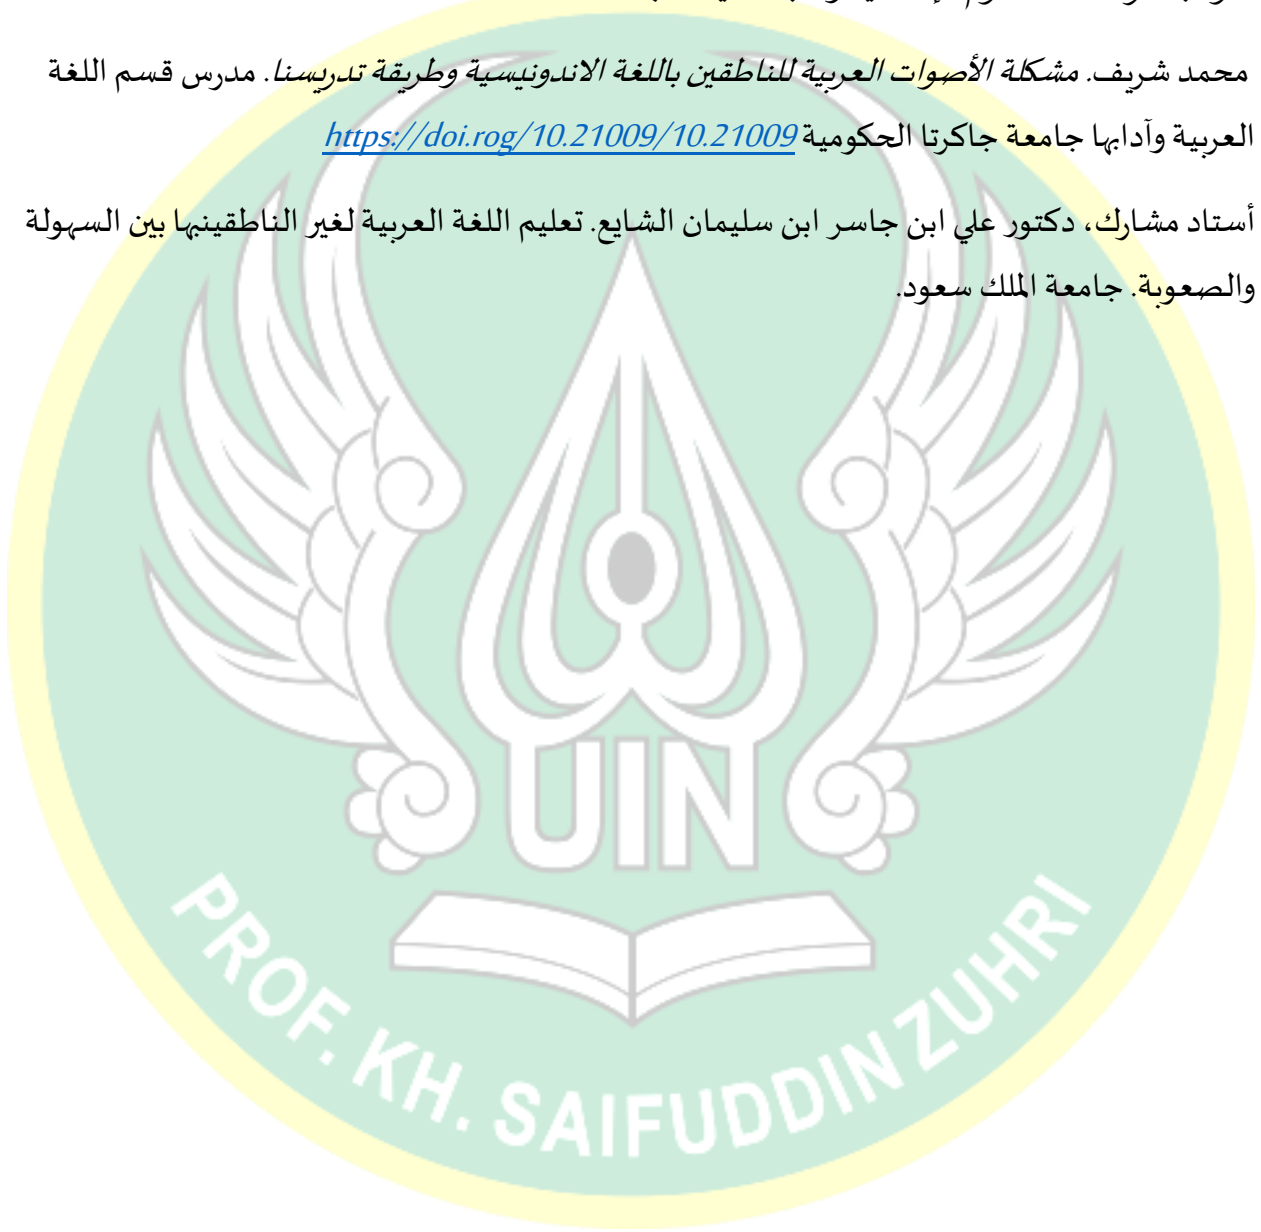 محمد شريف. مشكلة الأصوات العربية للناطقين باللغة الاندونيسية وطريقة تدريسنا. مدرس قسم اللغة
العربية وآدابها جامعة جاكرتا الحكومية https://doi.rog/10.21009/10.21009
أستاد مشارك، دكتور علي ابن جاسر ابن سليمان الشايع. تعليم اللغة العربية لغير الناطقينبها بين السهولة
والصعوبة. جامعة الملك سعود.
UIN
PROF. KH. SAIFUDDIN ZUHRI